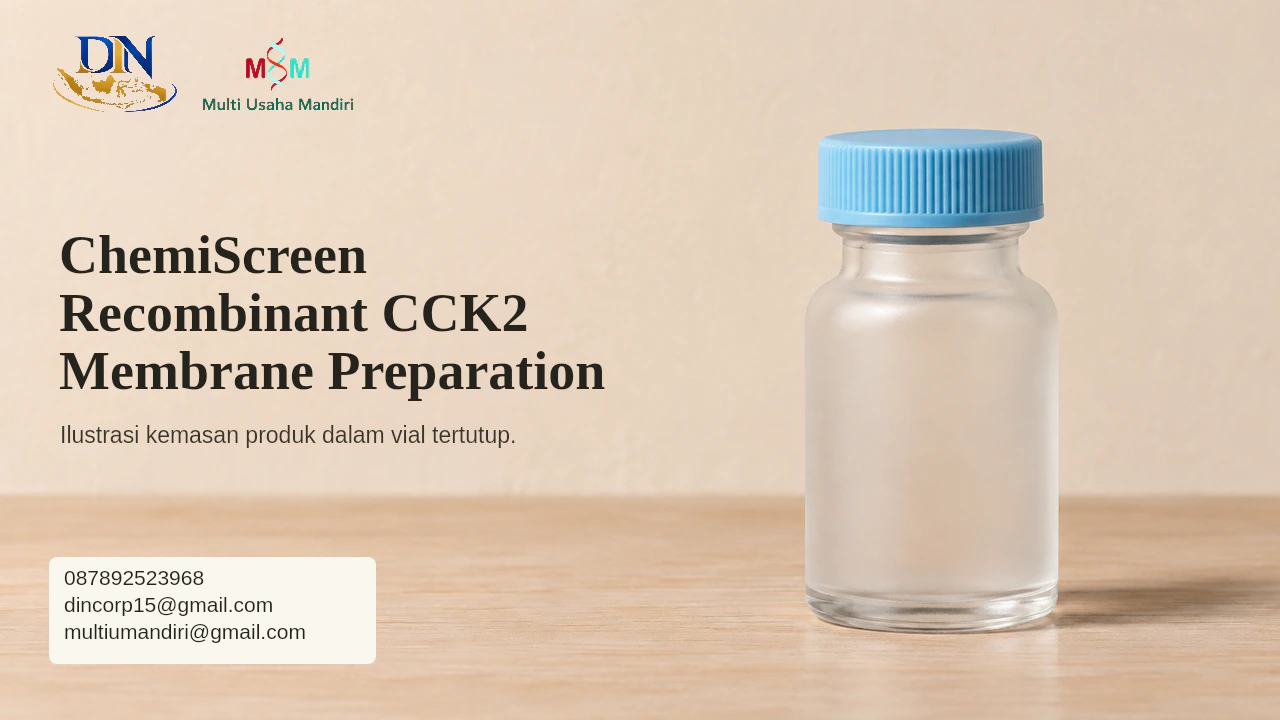 DIN
MSM
Multi Usaha Mandiri
ChemiScreen
Recombinant CCK2
Membrane Preparation
Ilustrasi kemasan produk dalam vial tertutup.
087892523968
dincorp15@gmail.com
multiumandiri@gmail.com